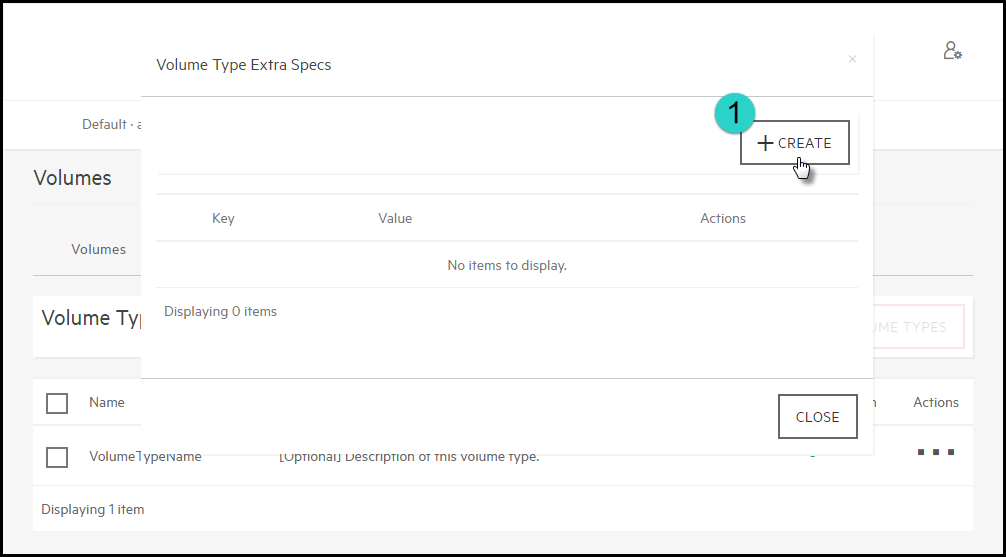 Volume Type Extra Specs
×
Default · a
1
+ CREATE
Volumes
Key Value Actions
Volumes
No items to display.
Displaying 0 items
Volume Typ
UME TYPES
Name Actions
CLOSE
VolumeTypeName [Optional] Description of this volume type. -
Displaying 1 item